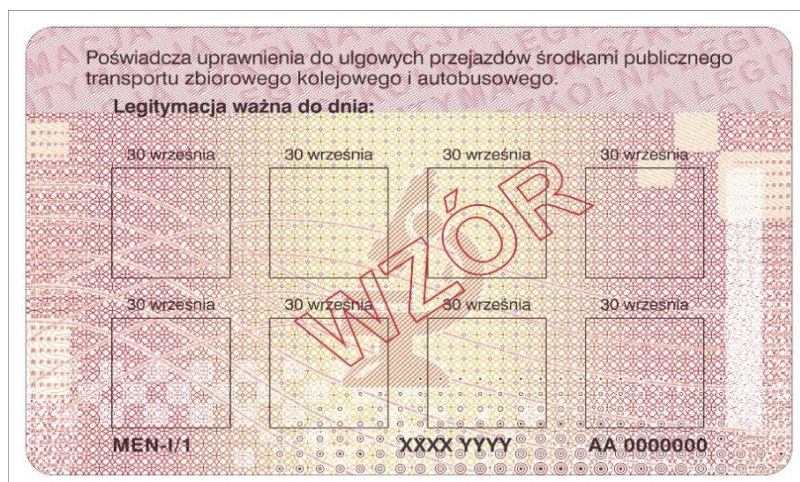 Poświadcza uprawnienia do ulgowych przejazdów środkami publicznego
transportu zbiorowego kolejowego i autobusowego.
Legitymacja ważna do dnia:
30 września 30 września 30 września 30 września
WZÓR
30 września 30 września 30 września 30 września
MEN-I/1 XXXX YYYY AA 0000000